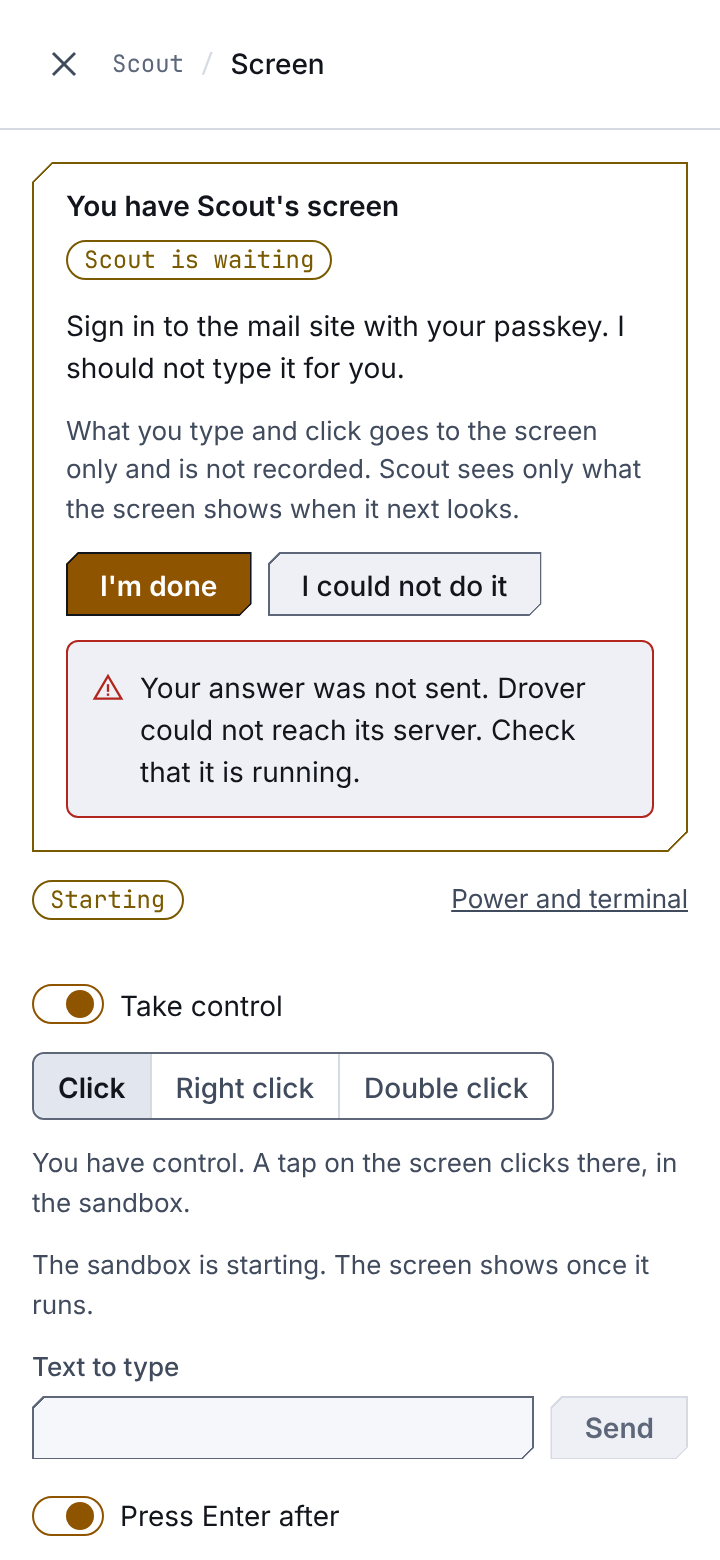 Scout / Screen
You have Scout's screen
Scout is waiting
Sign in to the mail site with your passkey. I
should not type it for you.
What you type and click goes to the screen
only and is not recorded. Scout sees only what
the screen shows when it next looks.
I'm done
I could not do it
Your answer was not sent. Drover
could not reach its server. Check
that it is running.
Starting
Power and terminal
Take control
Click
Right click
Double click
You have control. A tap on the screen clicks there, in
the sandbox.
The sandbox is starting. The screen shows once it
runs.
Text to type
Send
Press Enter after